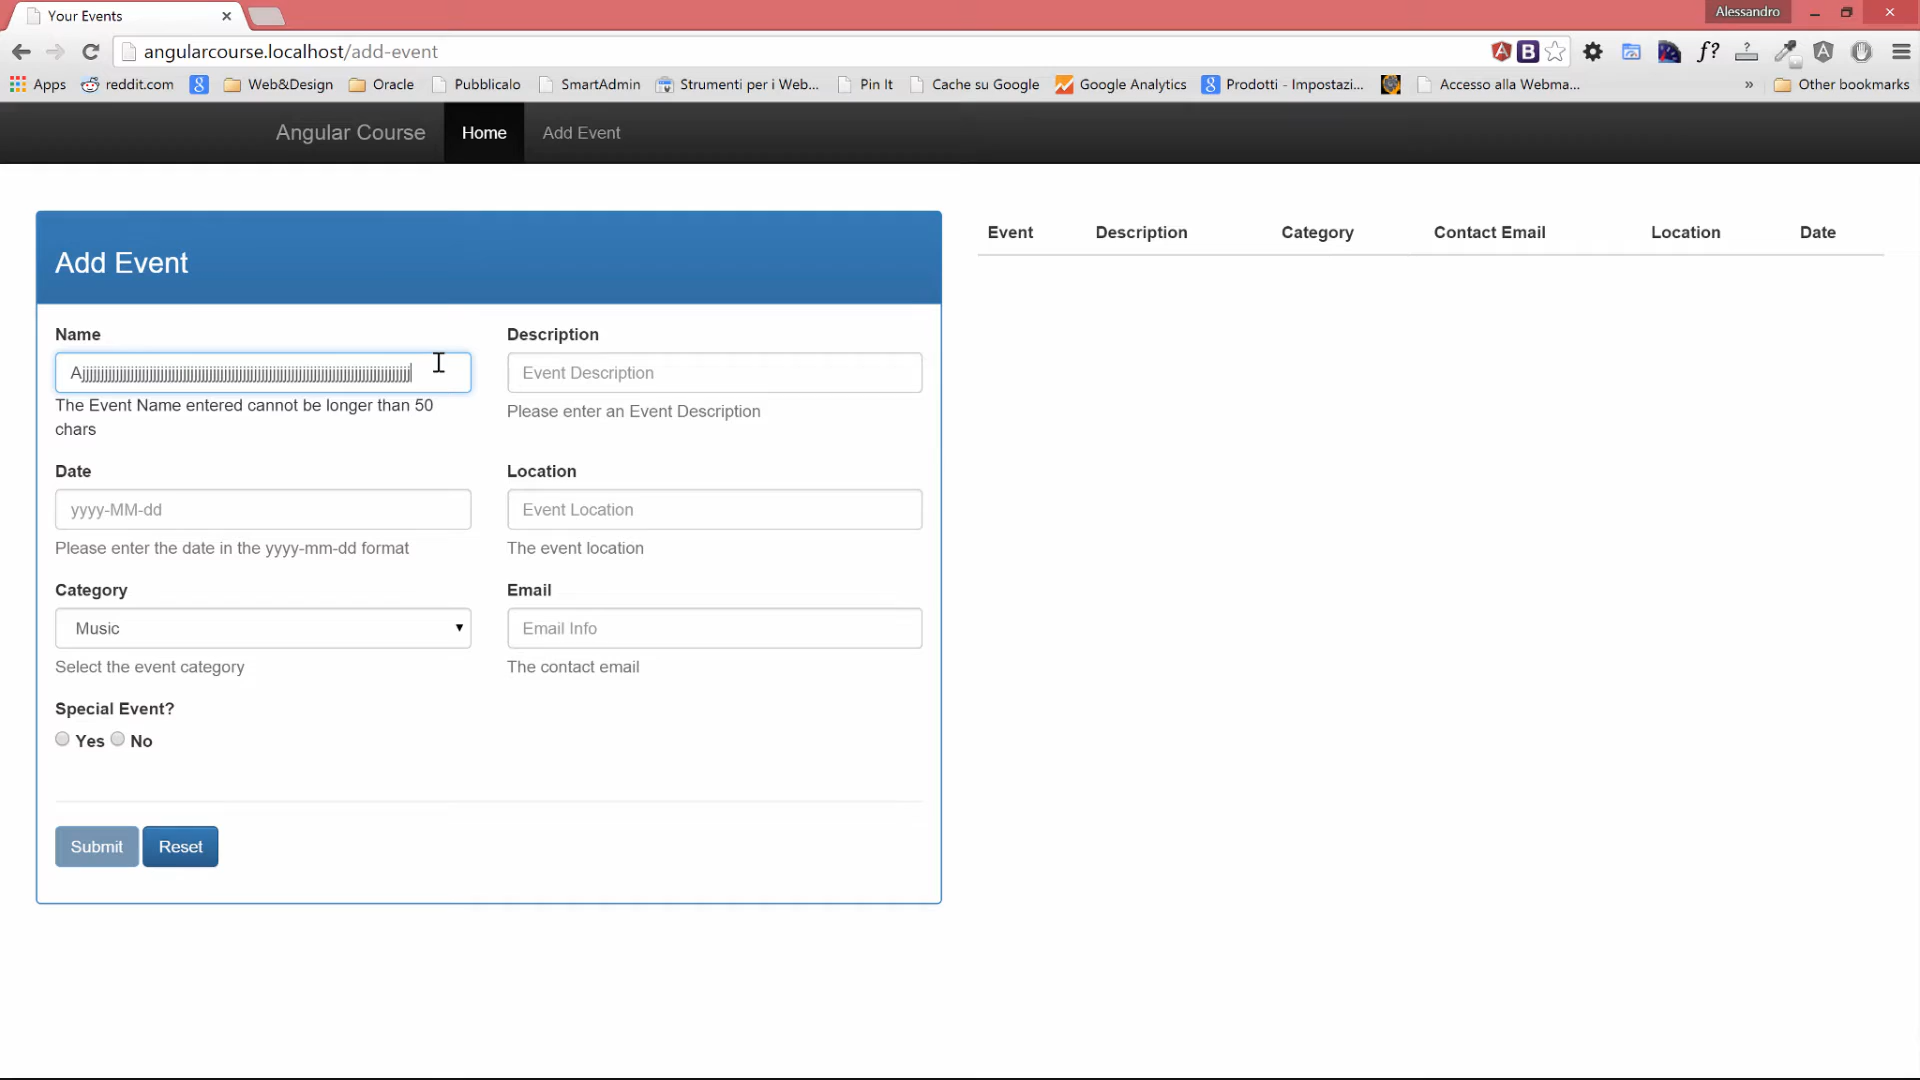 Your Events
Alessandro
angularcourse.localhost/add-event
Apps reddit.com Web&Design Oracle Pubblicalo SmartAdmin Strumenti per i Web... Pin It Cache su Google Google Analytics Prodotti - Impostazi... Accesso alla Webma... » Other bookmarks
Angular Course Home Add Event
Add Event
Event Description Category Contact Email Location Date
Name Description
Event Description
The Event Name entered cannot be longer than 50
chars
Please enter an Event Description
Date Location
yyyy-MM-dd Event Location
Please enter the date in the yyyy-mm-dd format The event location
Category Email
Music Email Info
Select the event category The contact email
Special Event?
Yes No
Submit Reset